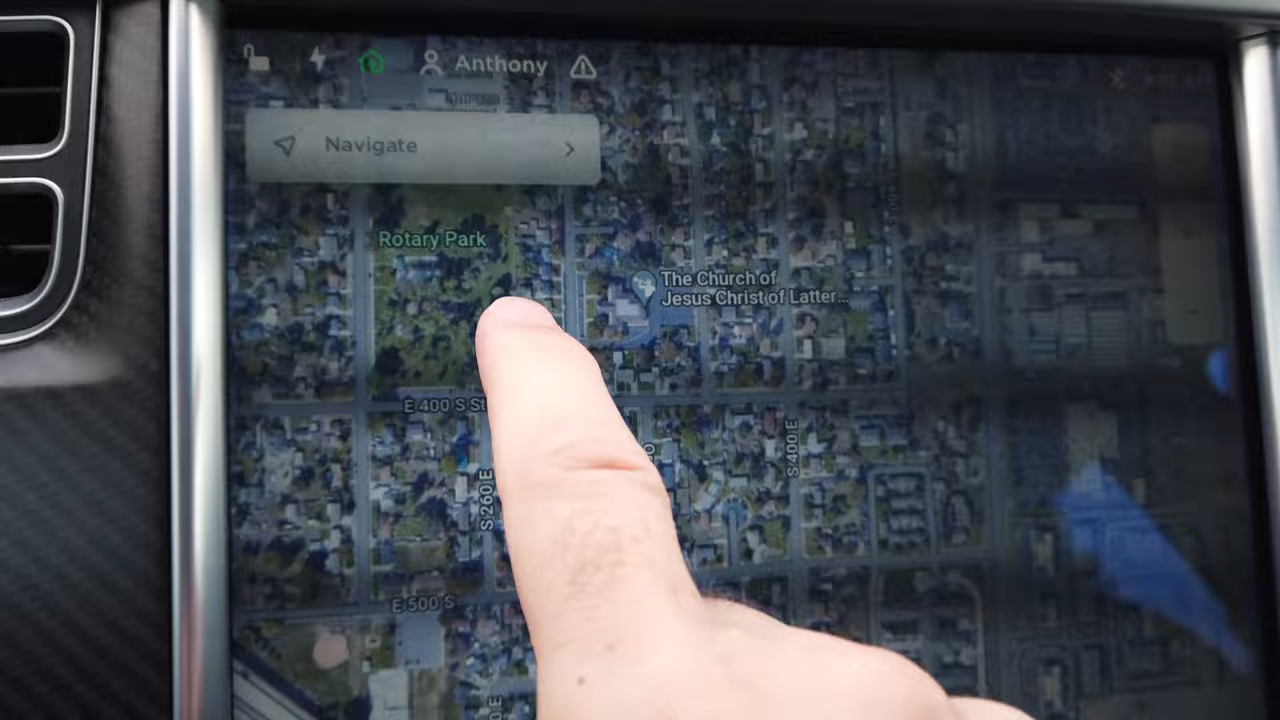 Anthony
Navigate
Rotary Park
The Church of
Jesus Christ of Latter...
E 400 S St
S 400 E
S 260 E
E 500 S